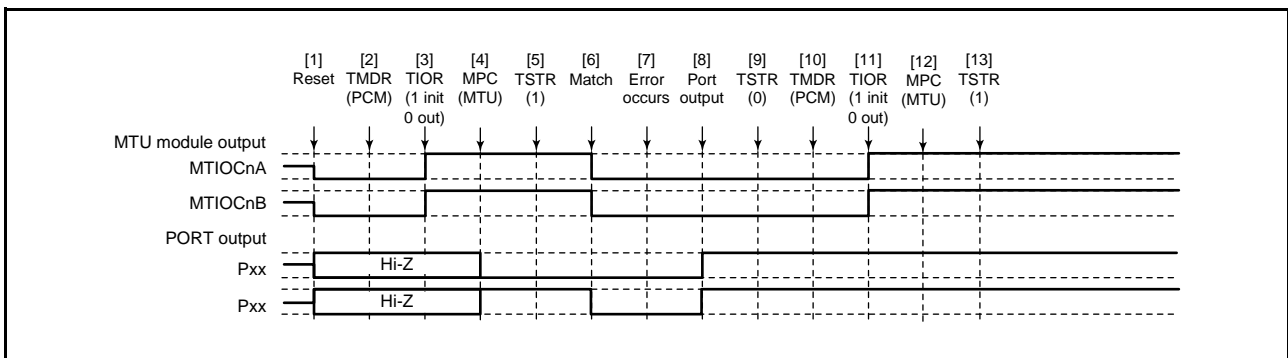 [1] [2] [3] [4] [5] [6] [7] [8] [9] [10] [11] [12] [13]
Reset TMDR TIOR MPC TSTR Match Error Port TSTR TMDR TIOR MPC TSTR
(PCM) (1 init (MTU) (1) occurs output (0) (PCM) (1 init (MTU) (1)
0 out) 0 out)
MTU module output
MTIOCnA
MTIOCnB
PORT output
Pxx Hi-Z
Pxx Hi-Z